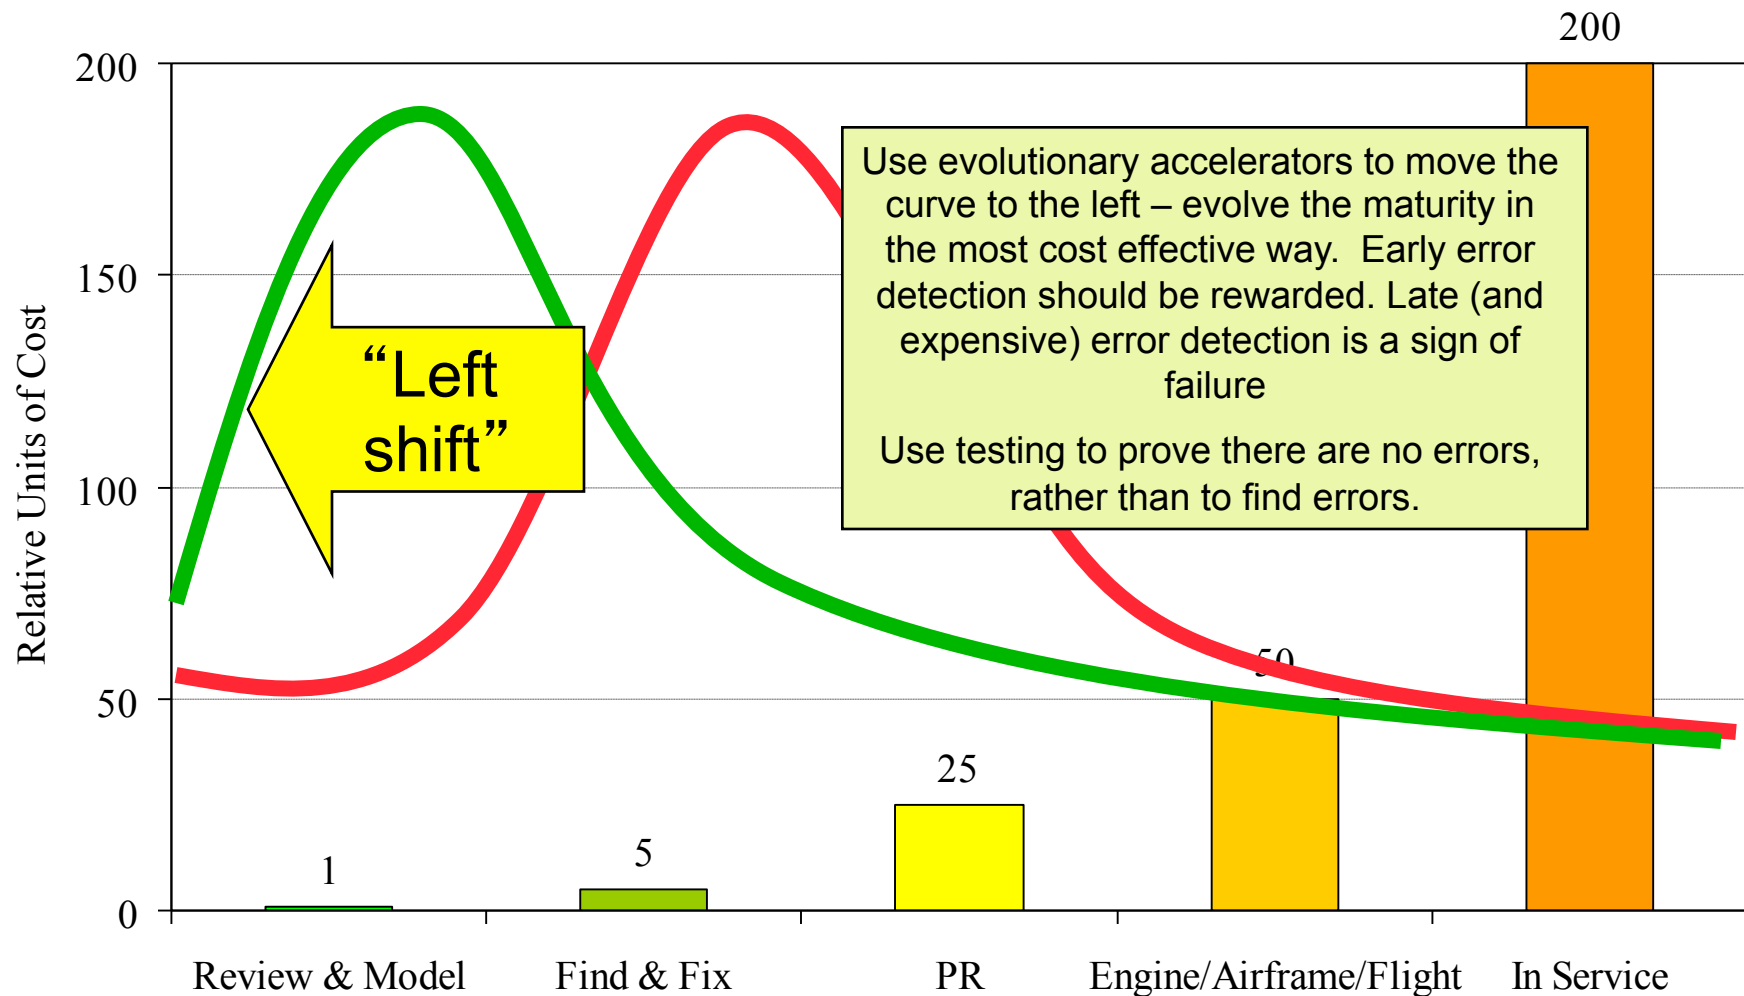 200
200
150
100
50
0
Relative Units of Cost
“Left
shift”
Use evolutionary accelerators to move the
curve to the left – evolve the maturity in
the most cost effective way.  Early error
detection should be rewarded. Late (and
expensive) error detection is a sign of
failure
Use testing to prove there are no errors,
rather than to find errors.
1
5
25
50
Review & Model
Find & Fix
PR
Engine/Airframe/Flight
In Service